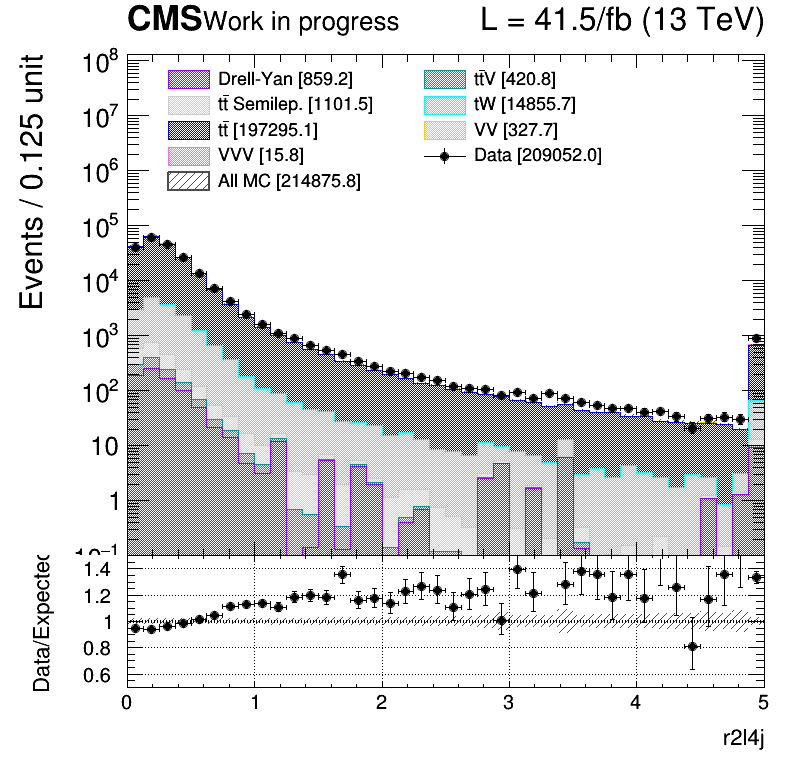 CMS Work in progress L = 41.5/fb (13 TeV)
Events / 0.125 unit
Drell-Yan [859.2]
tt̄V [420.8]
tt̄ Semilep. [1101.5]
tW [14855.7]
tt̄ [197295.1]
VV [327.7]
VVV [15.8]
Data [209052.0]
All MC [214875.8]
10⁸
10⁷
10⁶
10⁵
10⁴
10³
10²
10
1
10⁻¹
Data/Expected
1.4
1.2
1
0.8
0.6
0 1 2 3 4 5
r2l4j